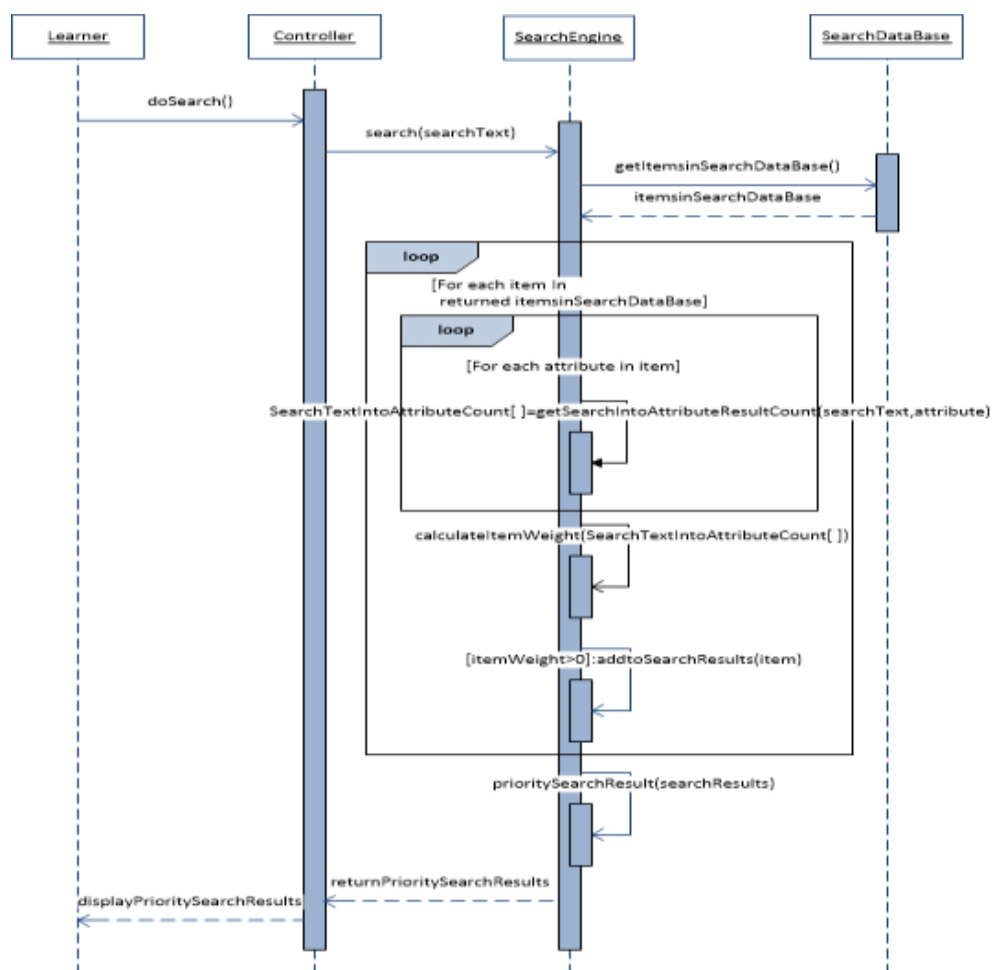 Learner
Controller
SearchEngine
SearchDataBase
doSearch()
search(searchText)
getItemsinSearchDataBase()
itemsinSearchDataBase
loop
[For each item In
returned itemsinSearchDataBase]
loop
[For each attribute in item]
SearchTextIntoAttributeCount[ ]=getSearchIntoAttributeResultCount(searchText,attribute)
calculateItemWeight(SearchTextIntoAttributeCount[ ])
[itemWeight>0]:addtoSearchResults(item)
prioritySearchResult(searchResults)
returnPrioritySearchResults
displayPrioritySearchResults